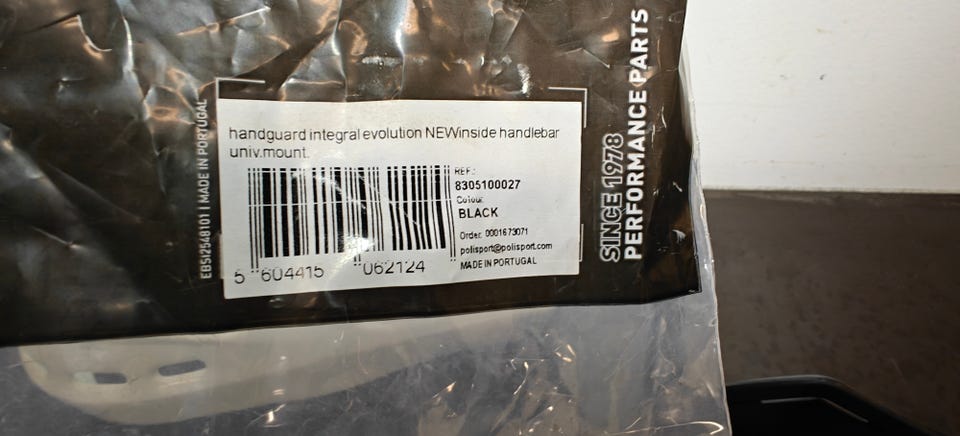 handguard integral evolution NEWinside handlebar
univ.mount.
REF.:
8305100027
Colour:
BLACK
Order: 0001673071
polisport@polisport.com
MADE IN PORTUGAL
5 604415 062124
EB512548101 | MADE IN PORTUGAL
SINCE 1978
PERFORMANCE PARTS